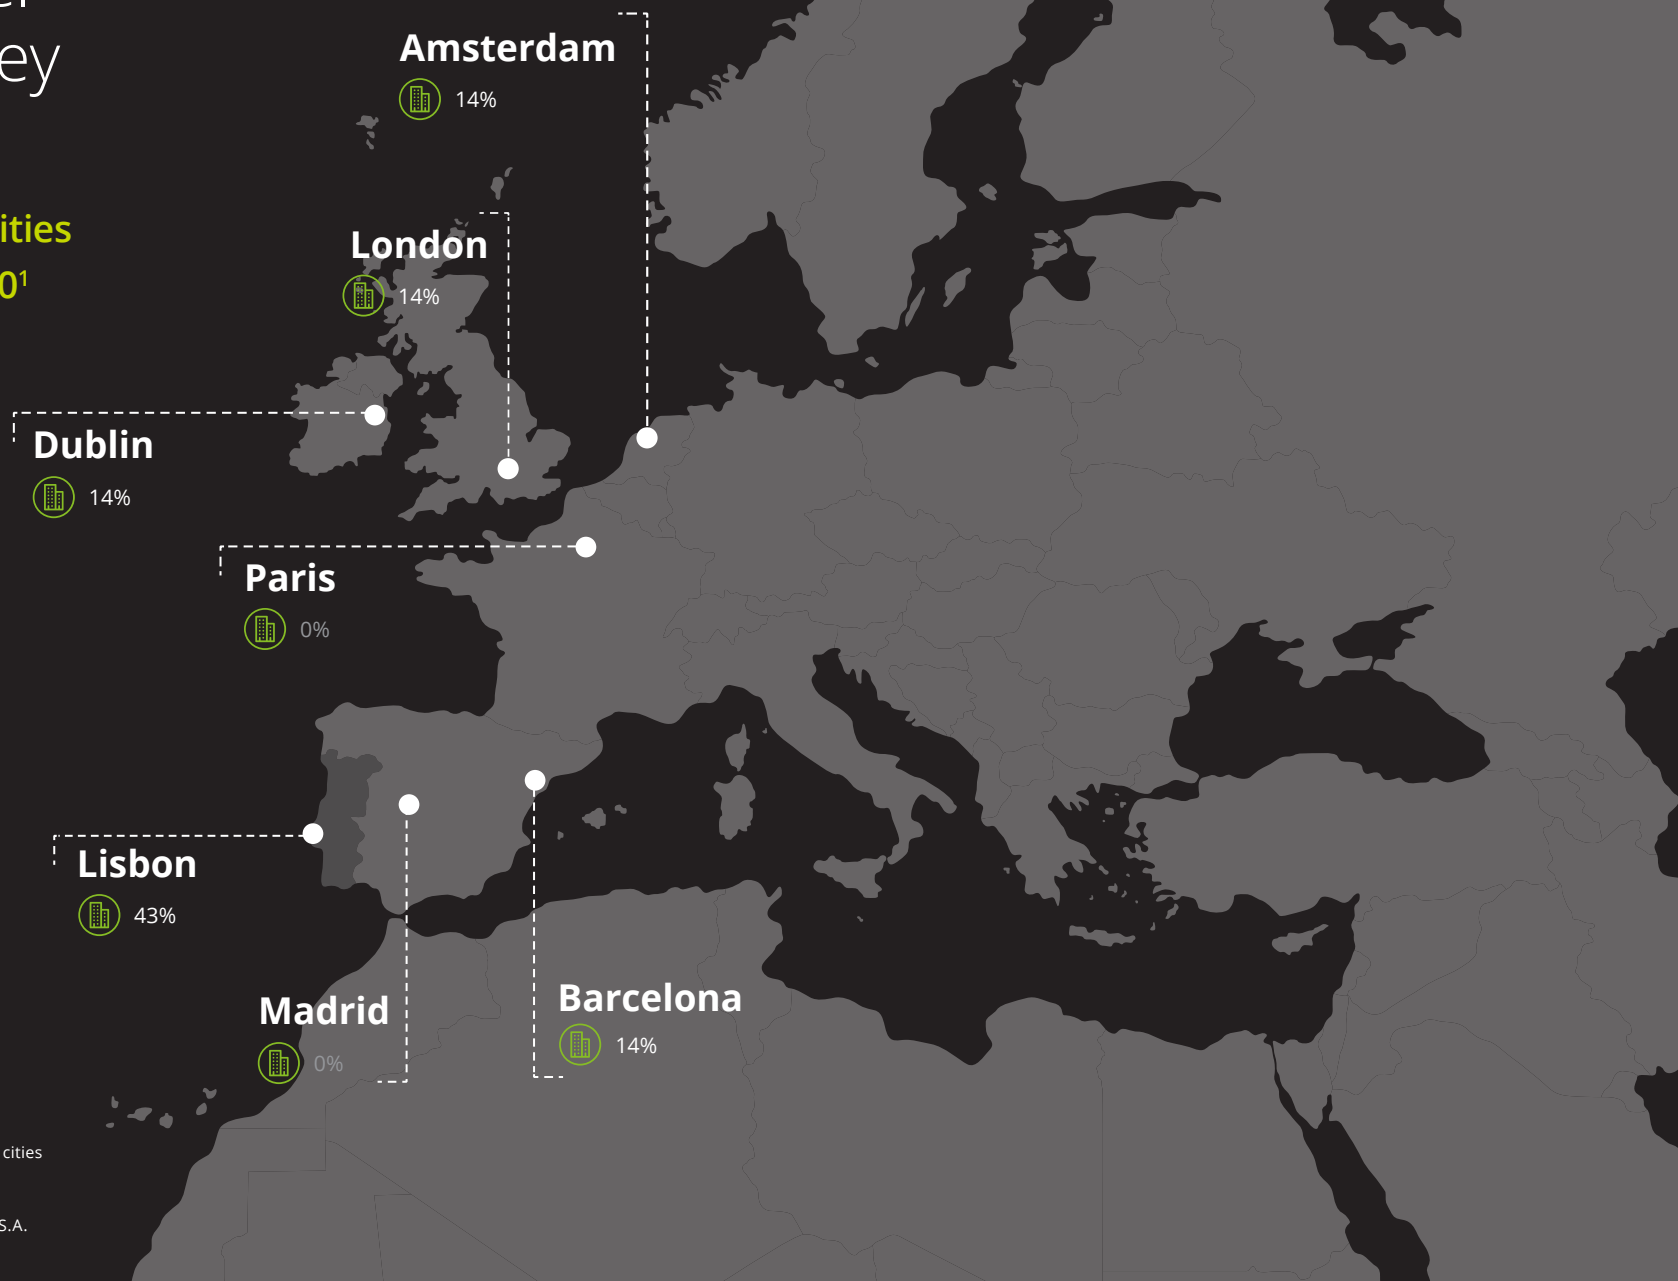 ey
ities
0¹
Amsterdam
14%
London
14%
Dublin
14%
Paris
0%
Lisbon
43%
Madrid
0%
Barcelona
14%
cities
S.A.